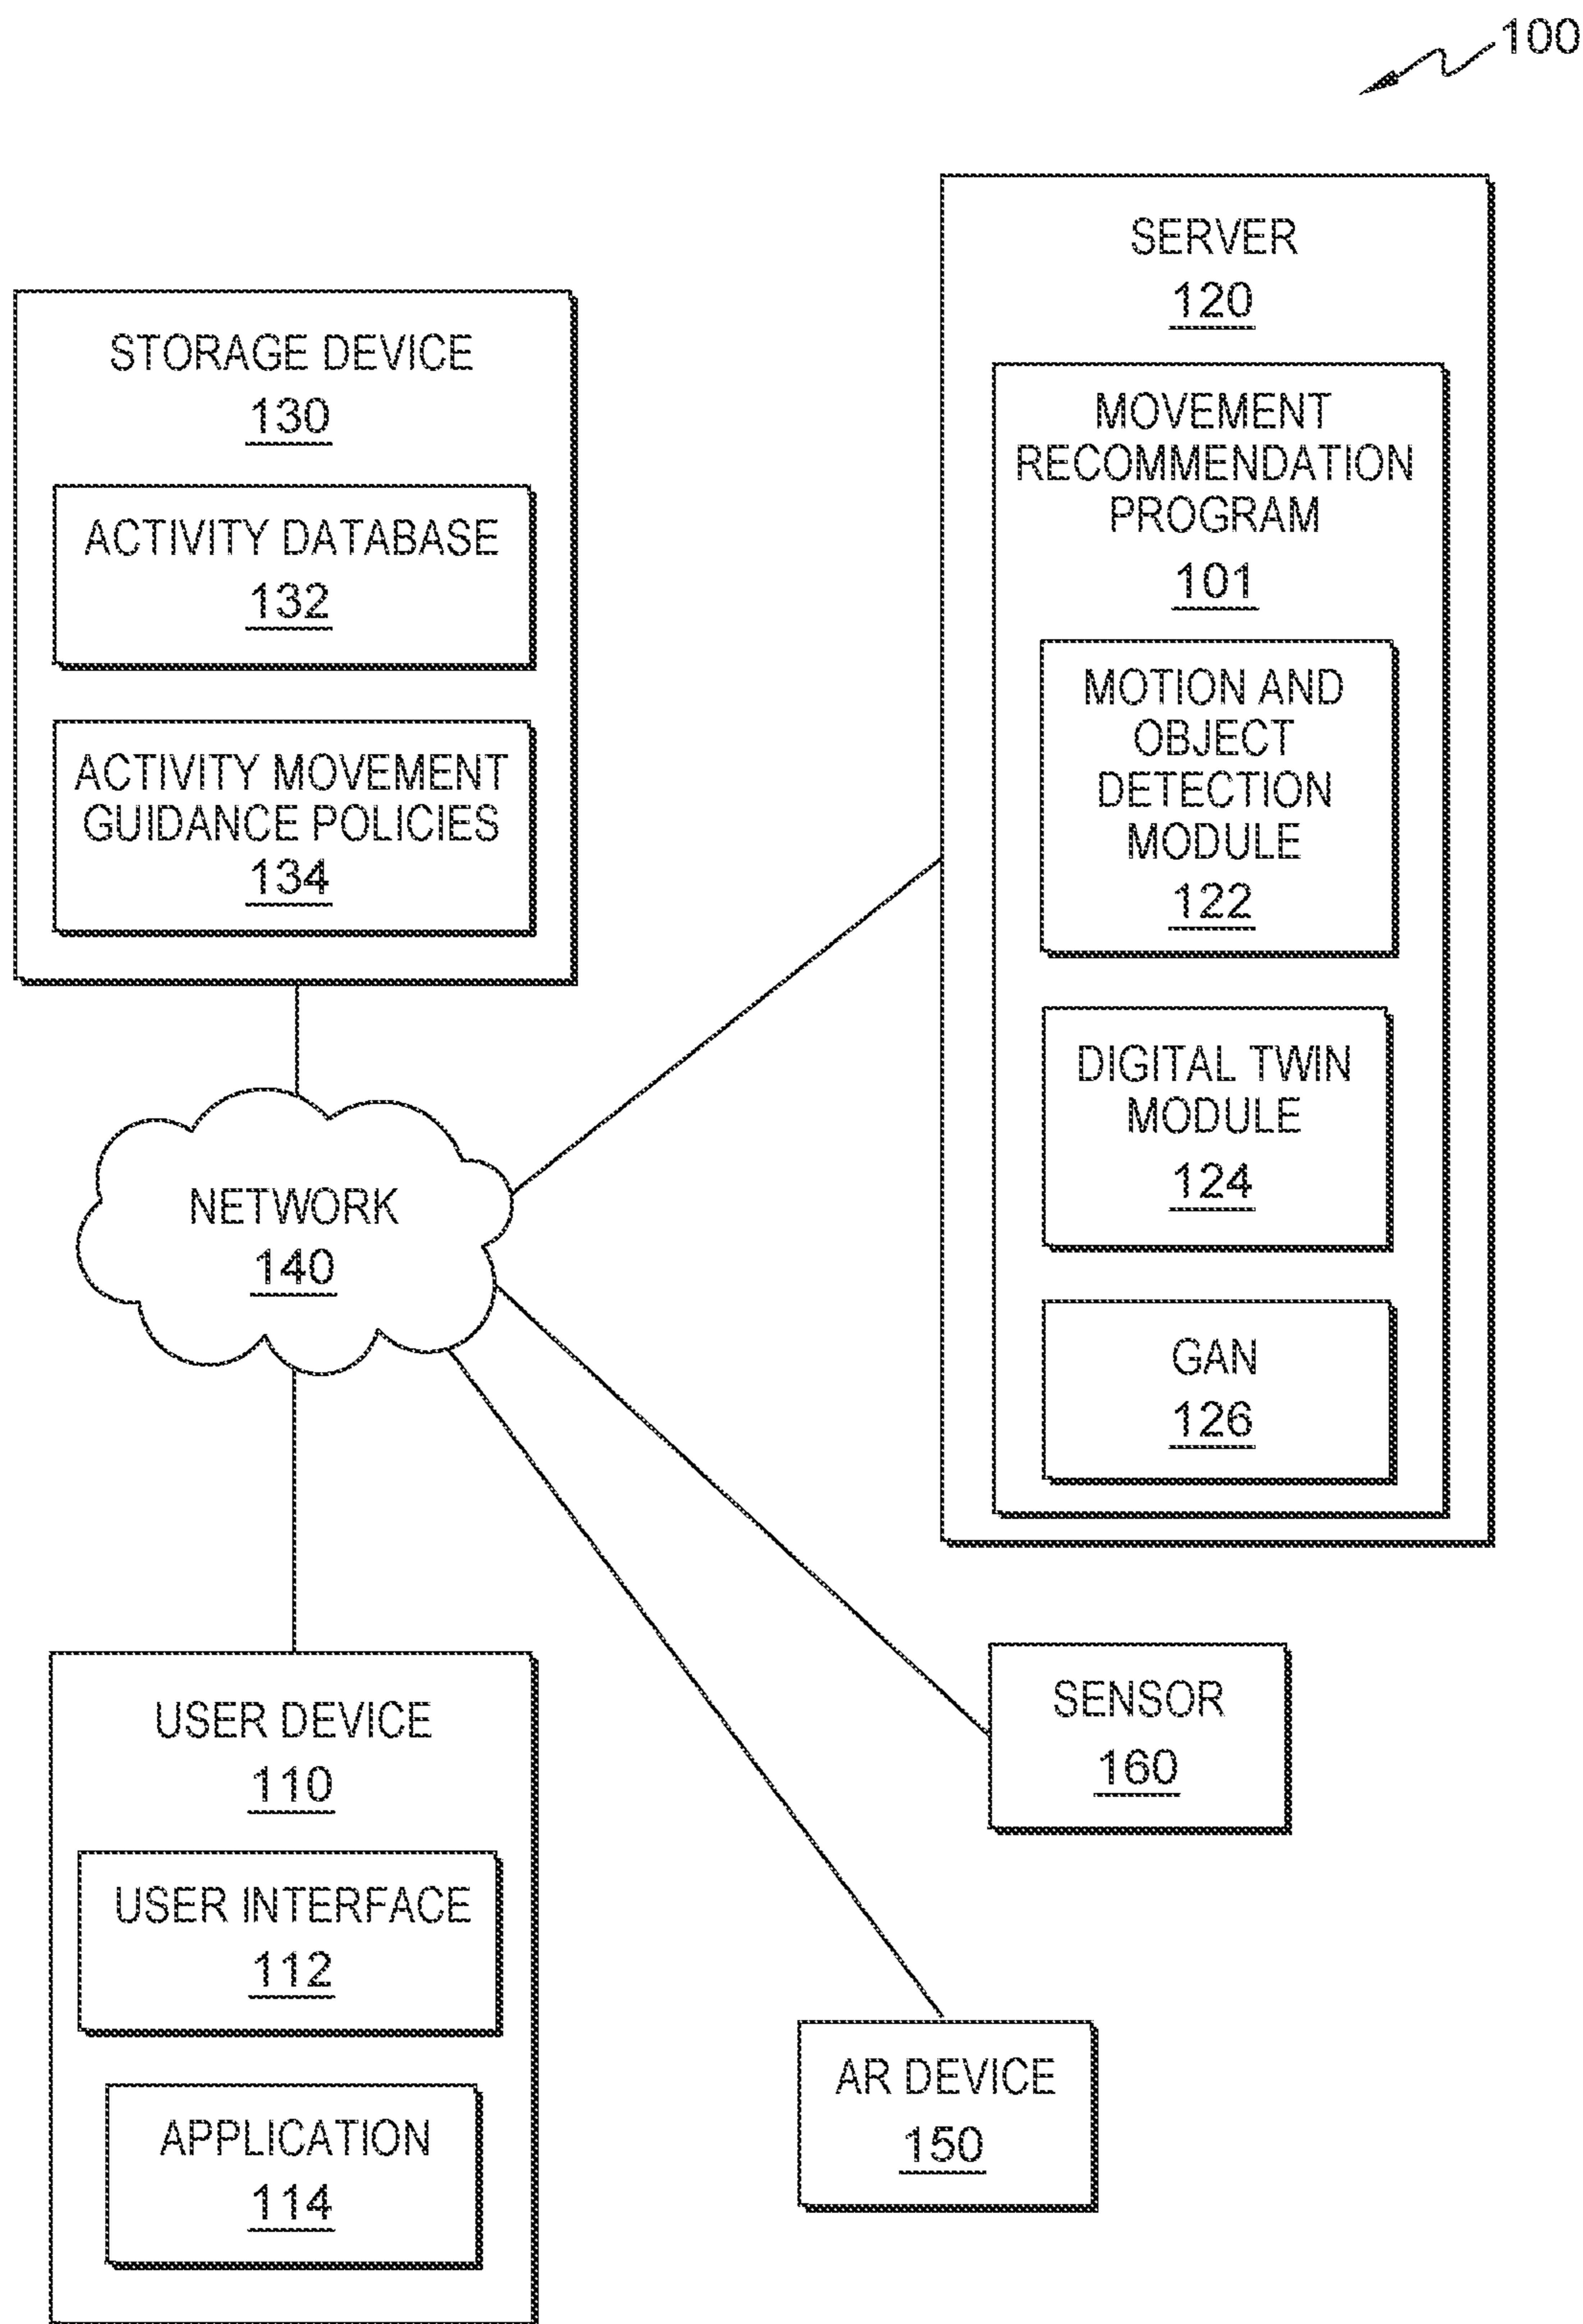 100
SERVER
120
MOVEMENT
RECOMMENDATION
PROGRAM
101
MOTION AND
OBJECT
DETECTION
MODULE
122
DIGITAL TWIN
MODULE
124
GAN
126
STORAGE DEVICE
130
ACTIVITY DATABASE
132
ACTIVITY MOVEMENT
GUIDANCE POLICIES
134
NETWORK
140
USER DEVICE
110
USER INTERFACE
112
APPLICATION
114
SENSOR
160
AR DEVICE
150